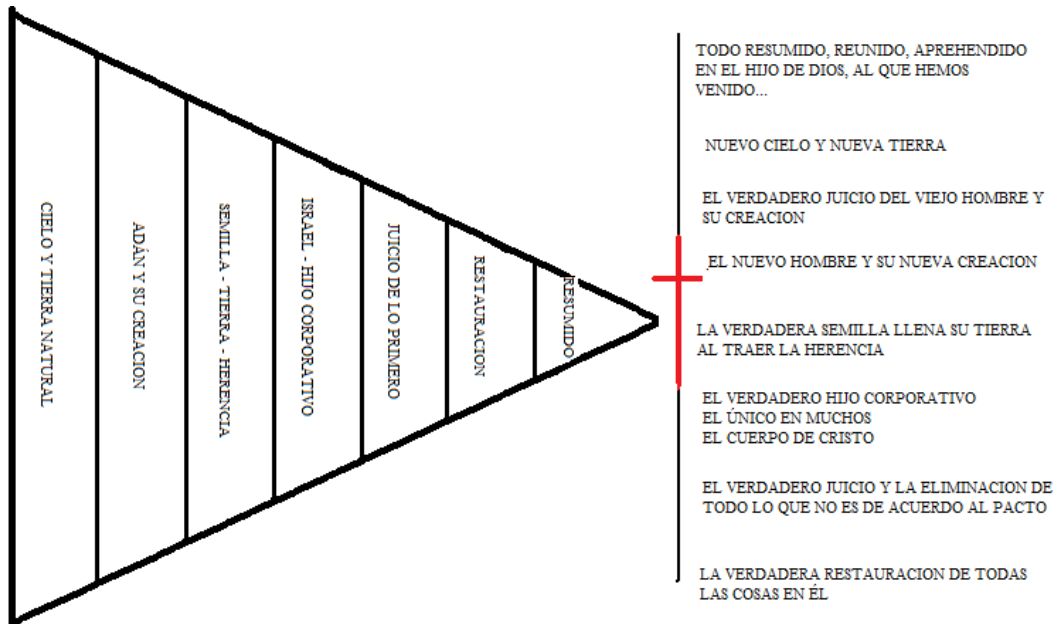 CIELO Y TIERRA NATURAL
ADÁN Y SU CREACION
SEMILLA - TIERRA - HERENCIA
ISRAEL - HIJO CORPORATIVO
JUICIO DE LO PRIMERO
RESTAURACION
RESUMIDO
TODO RESUMIDO, REUNIDO, APREHENDIDO
EN EL HIJO DE DIOS, AL QUE HEMOS
VENIDO...
NUEVO CIELO Y NUEVA TIERRA
EL VERDADERO JUICIO DEL VIEJO HOMBRE Y
SU CREACION
.EL NUEVO HOMBRE Y SU NUEVA CREACION
LA VERDADERA SEMILLA LLENA SU TIERRA
AL TRAER LA HERENCIA
EL VERDADERO HIJO CORPORATIVO
EL ÚNICO EN MUCHOS
EL CUERPO DE CRISTO
EL VERDADERO JUICIO Y LA ELIMINACION DE
TODO LO QUE NO ES DE ACUERDO AL PACTO
LA VERDADERA RESTAURACION DE TODAS
LAS COSAS EN ÉL